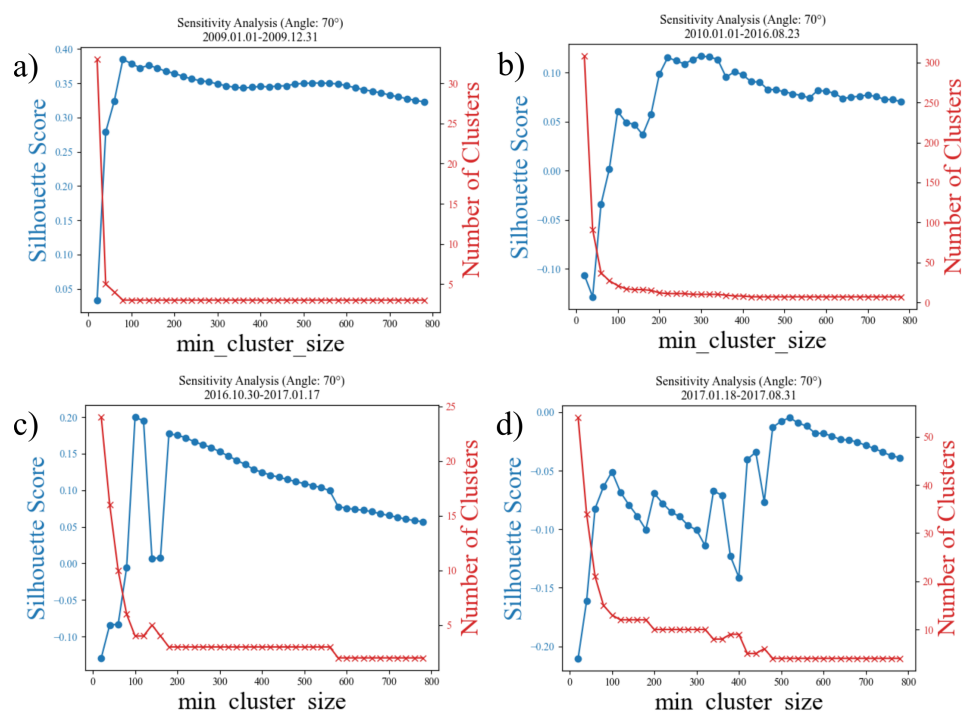 a)
Sensitivity Analysis (Angle: 70°)
2009.01.01-2009.12.31
Silhouette Score
0.40
0.35
0.30
0.25
0.20
0.15
0.10
0.05
Number of Clusters
30
25
20
15
10
5
0 100 200 300 400 500 600 700 800
min_cluster_size
b)
Sensitivity Analysis (Angle: 70°)
2010.01.01-2016.08.23
Silhouette Score
0.10
0.05
0.00
−0.05
−0.10
Number of Clusters
300
250
200
150
100
50
0
0 100 200 300 400 500 600 700 800
min_cluster_size
c)
Sensitivity Analysis (Angle: 70°)
2016.10.30-2017.01.17
Silhouette Score
0.20
0.15
0.10
0.05
0.00
−0.05
−0.10
Number of Clusters
25
20
15
10
5
0 100 200 300 400 500 600 700 800
min_cluster_size
d)
Sensitivity Analysis (Angle: 70°)
2017.01.18-2017.08.31
Silhouette Score
0.00
−0.05
−0.10
−0.15
−0.20
Number of Clusters
50
40
30
20
10
0 100 200 300 400 500 600 700 800
min_cluster_size